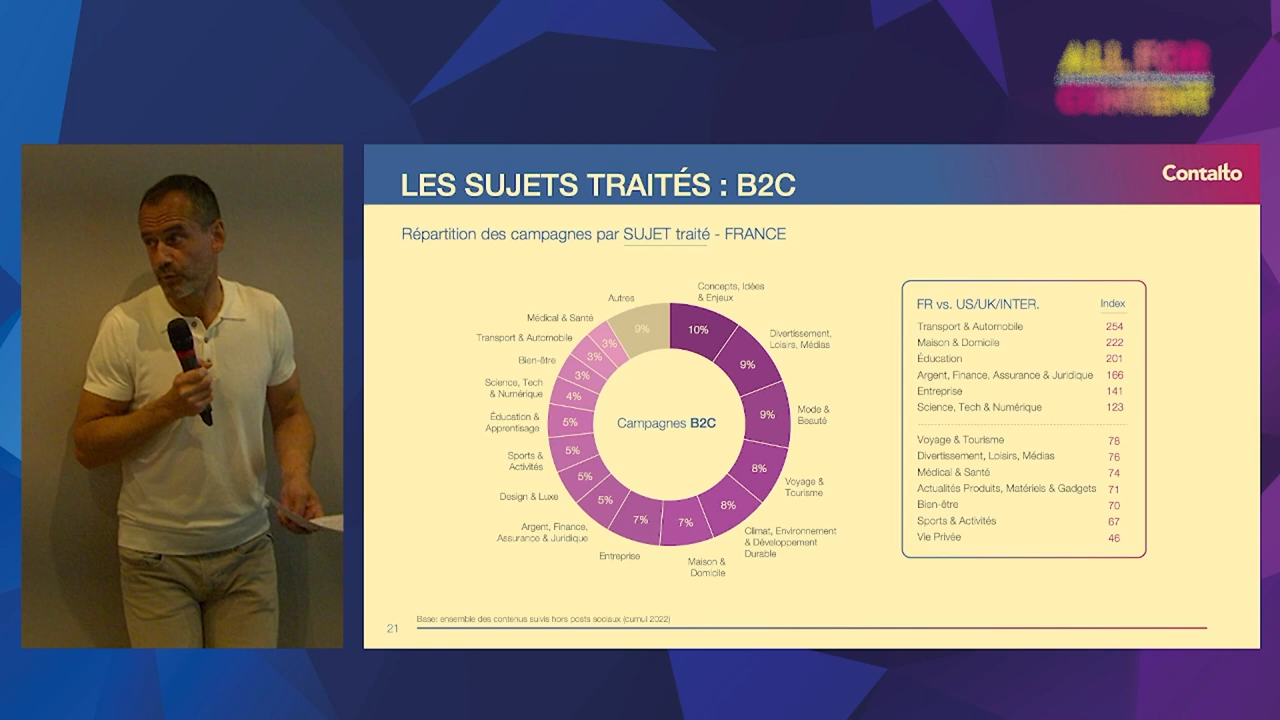 ALL FOR
CONTENT
LES SUJETS TRAITÉS : B2C
Contalto
Répartition des campagnes par SUJET traité - FRANCE
Concepts, Idées
& Enjeux
10%
Divertissement,
Loisirs, Médias
9%
Mode &
Beauté
9%
Voyage &
Tourisme
8%
Climat, Environnement
& Développement
Durable
8%
Maison &
Domicile
7%
Entreprise
7%
Argent, Finance,
Assurance & Juridique
5%
Design & Luxe
5%
Sports &
Activités
5%
Éducation &
Apprentisage
5%
Science, Tech
& Numérique
4%
Bien-être
3%
Transport & Automobile
3%
Médical & Santé
3%
Autres
9%
Campagnes B2C
FR vs. US/UK/INTER. Index
Transport & Automobile 254
Maison & Domicile 222
Éducation 201
Argent, Finance, Assurance & Juridique 166
Entreprise 141
Science, Tech & Numérique 123
Voyage & Tourisme 78
Divertissement, Loisirs, Médias 76
Médical & Santé 74
Actualités Produits, Matériels & Gadgets 71
Bien-être 70
Sports & Activités 67
Vie Privée 46
Base: ensemble des contenus suivis hors posts sociaux (cumul 2022)
21